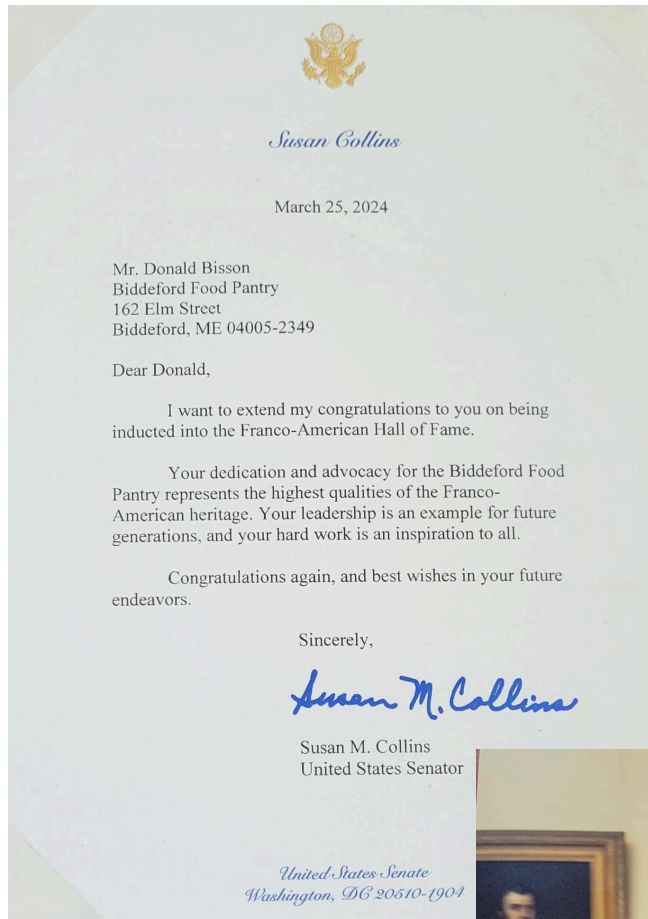 Susan Collins
March 25, 2024
Mr. Donald Bisson
Biddeford Food Pantry
162 Elm Street
Biddeford, ME 04005-2349
Dear Donald,
I want to extend my congratulations to you on being
inducted into the Franco-American Hall of Fame.
Your dedication and advocacy for the Biddeford Food
Pantry represents the highest qualities of the Franco-
American heritage. Your leadership is an example for future
generations, and your hard work is an inspiration to all.
Congratulations again, and best wishes in your future
endeavors.
Sincerely,
Susan M. Collins
Susan M. Collins
United States Senator
United States Senate
Washington, DC 20510-1904